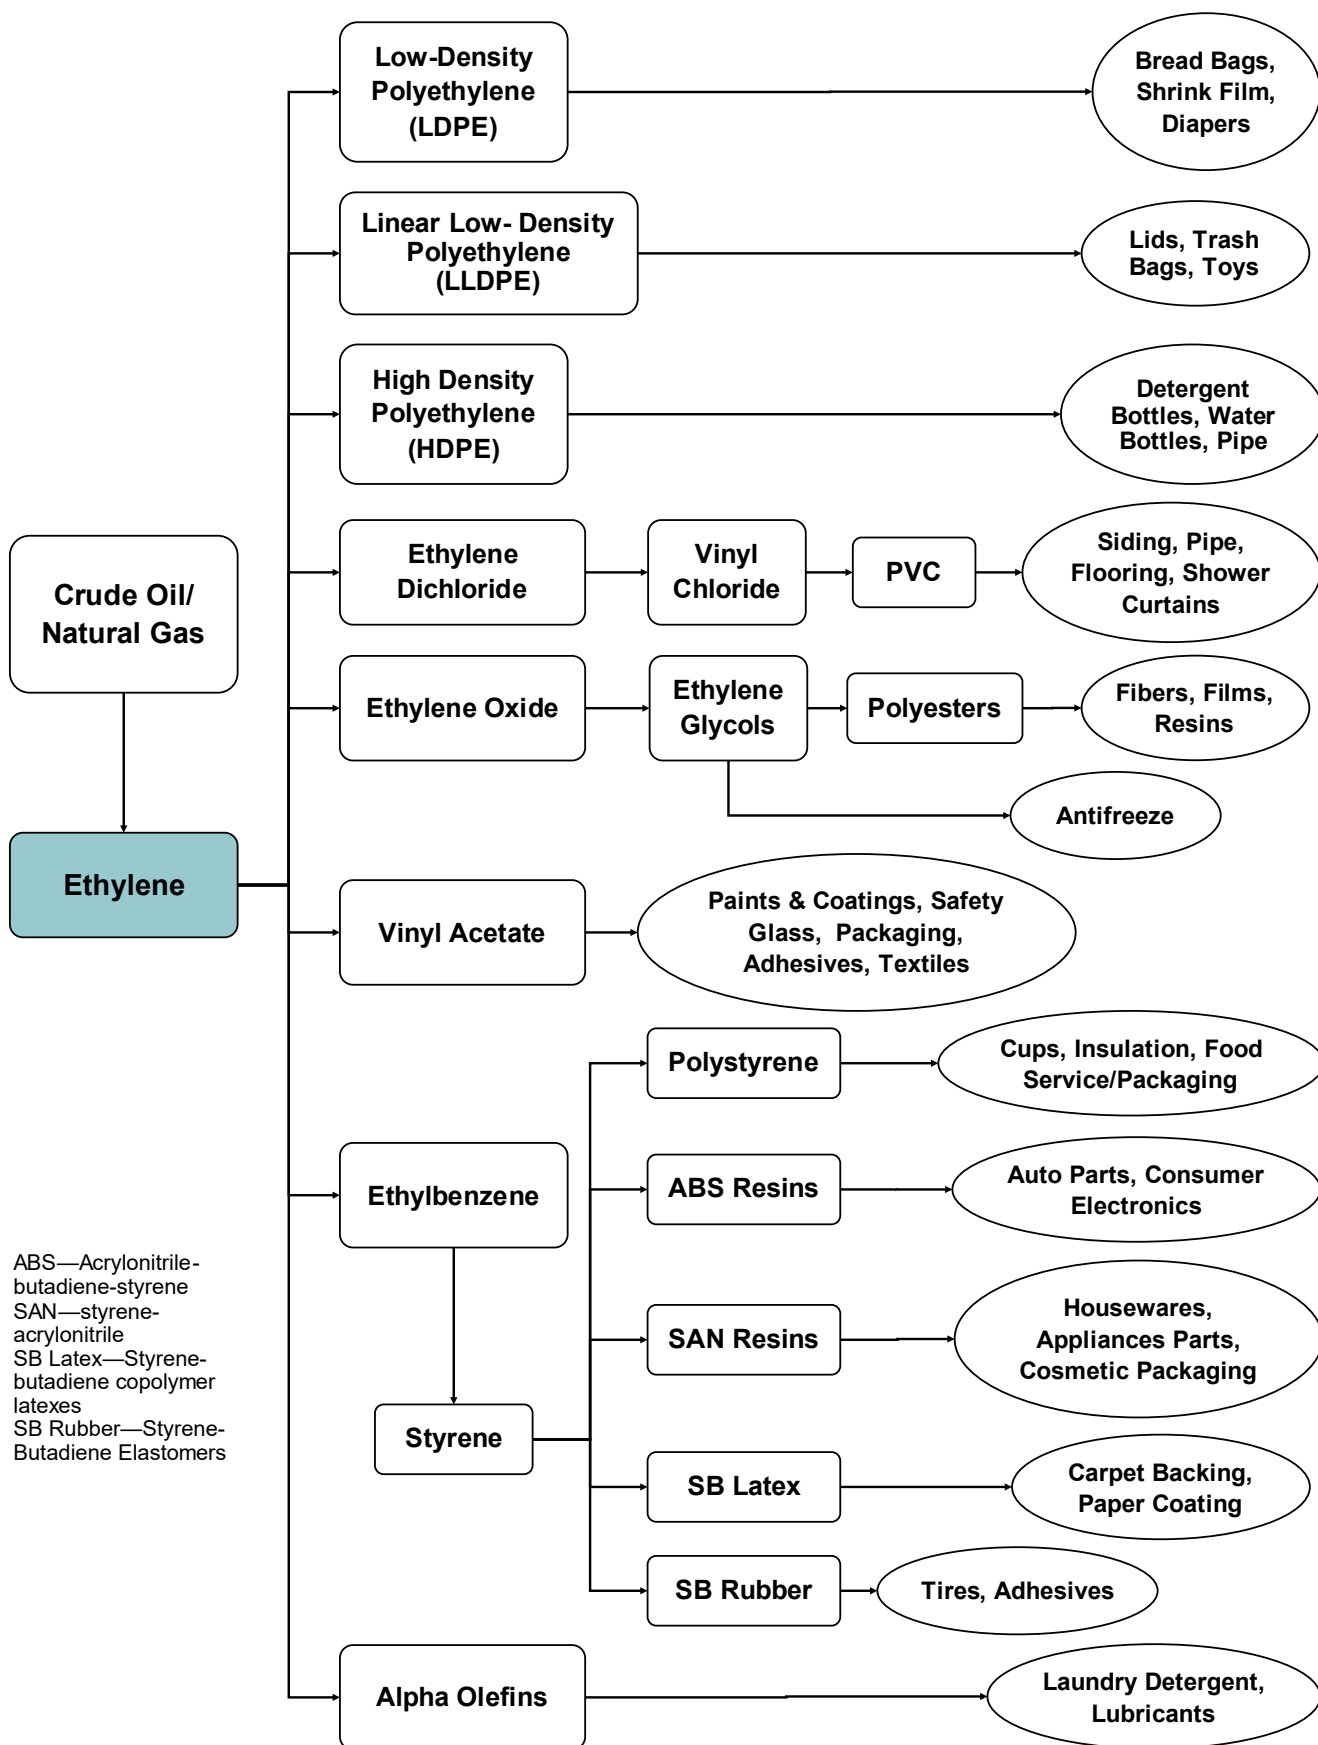 Low-Density
Polyethylene
(LDPE)
Bread Bags,
Shrink Film,
Diapers
Linear Low- Density
Polyethylene
(LLDPE)
Lids, Trash
Bags, Toys
High Density
Polyethylene
(HDPE)
Detergent
Bottles, Water
Bottles, Pipe
Crude Oil/
Natural Gas
Ethylene
Dichloride
Vinyl
Chloride
PVC
Siding, Pipe,
Flooring, Shower
Curtains
Ethylene Oxide
Ethylene
Glycols
Polyesters
Fibers, Films,
Resins
Antifreeze
Ethylene
Vinyl Acetate
Paints & Coatings, Safety
Glass, Packaging,
Adhesives, Textiles
Polystyrene
Cups, Insulation, Food
Service/Packaging
Ethylbenzene
ABS Resins
Auto Parts, Consumer
Electronics
SAN Resins
Housewares,
Appliances Parts,
Cosmetic Packaging
Styrene
SB Latex
Carpet Backing,
Paper Coating
SB Rubber
Tires, Adhesives
ABS—Acrylonitrile-
butadiene-styrene
SAN—styrene-
acrylonitrile
SB Latex—Styrene-
butadiene copolymer
latexes
SB Rubber—Styrene-
Butadiene Elastomers
Alpha Olefins
Laundry Detergent,
Lubricants